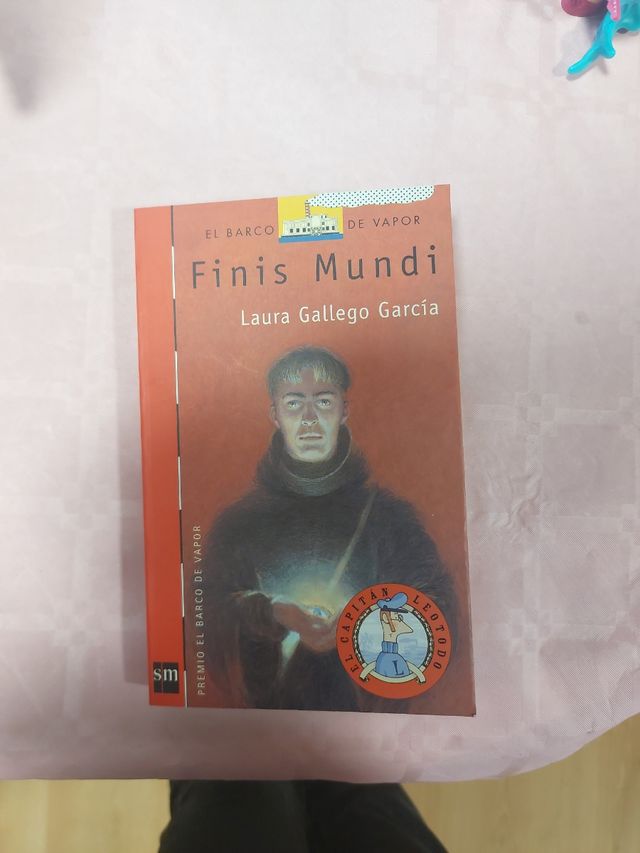 EL BARCO DE VAPOR
Finis Mundi
Laura Gallego García
PREMIO EL BARCO DE VAPOR
EL CAPITÁN LEOTODO
L
sm